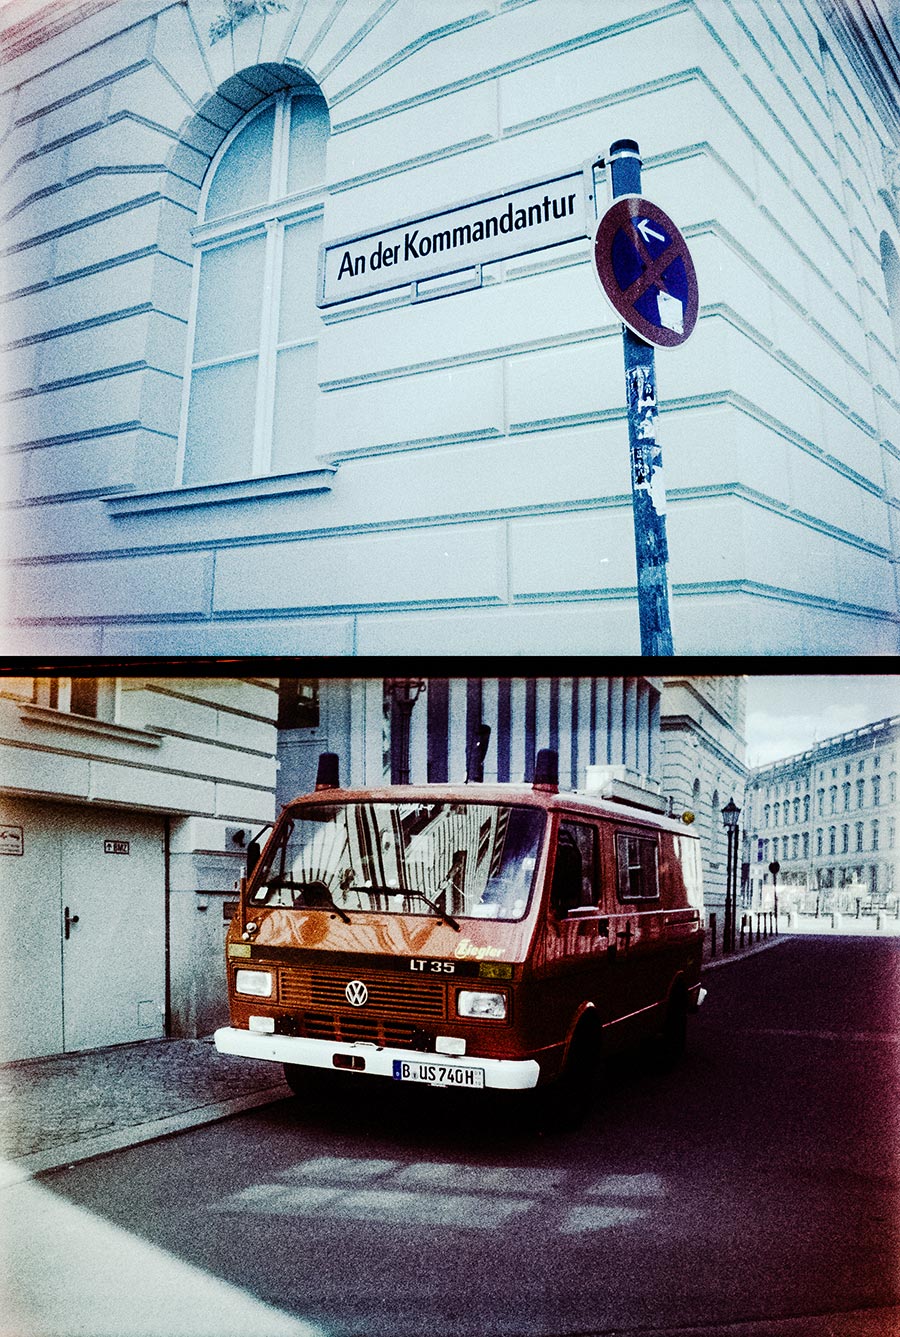 An der Kommandantur
BMZ
Ziegler
LT 35
B US 740H